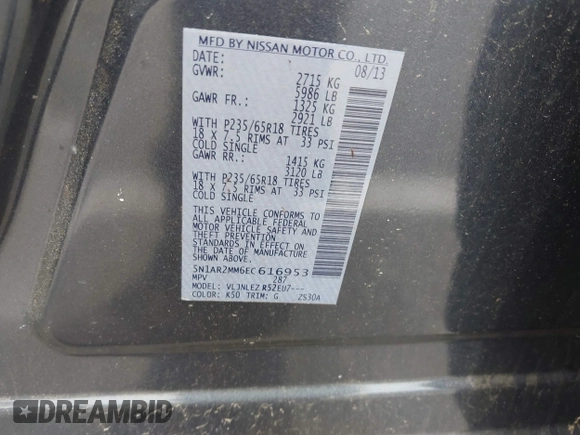 MFD BY NISSAN MOTOR CO., LTD.
DATE: 08/13
GVWR: 2715 KG
5986 LB
GAWR FR.: 1325 KG
2921 LB
WITH P235/65R18 TIRES
18 X 7.5 RIMS AT 33 PSI
COLD SINGLE
GAWR RR.: 1415 KG
3120 LB
WITH P235/65R18 TIRES
18 X 7.5 RIMS AT 33 PSI
COLD SINGLE
THIS VEHICLE CONFORMS TO
ALL APPLICABLE FEDERAL
MOTOR VEHICLE SAFETY AND
THEFT PREVENTION
STANDARDS IN EFFECT ON
THE DATE OF MANUFACTURE
SHOWN ABOVE.
5N1AR2MM6EC616953
MPV 287
MODEL: VLJNLEZ R52EU7---
COLOR: K50 TRIM: G 2S30A
DREAMBID